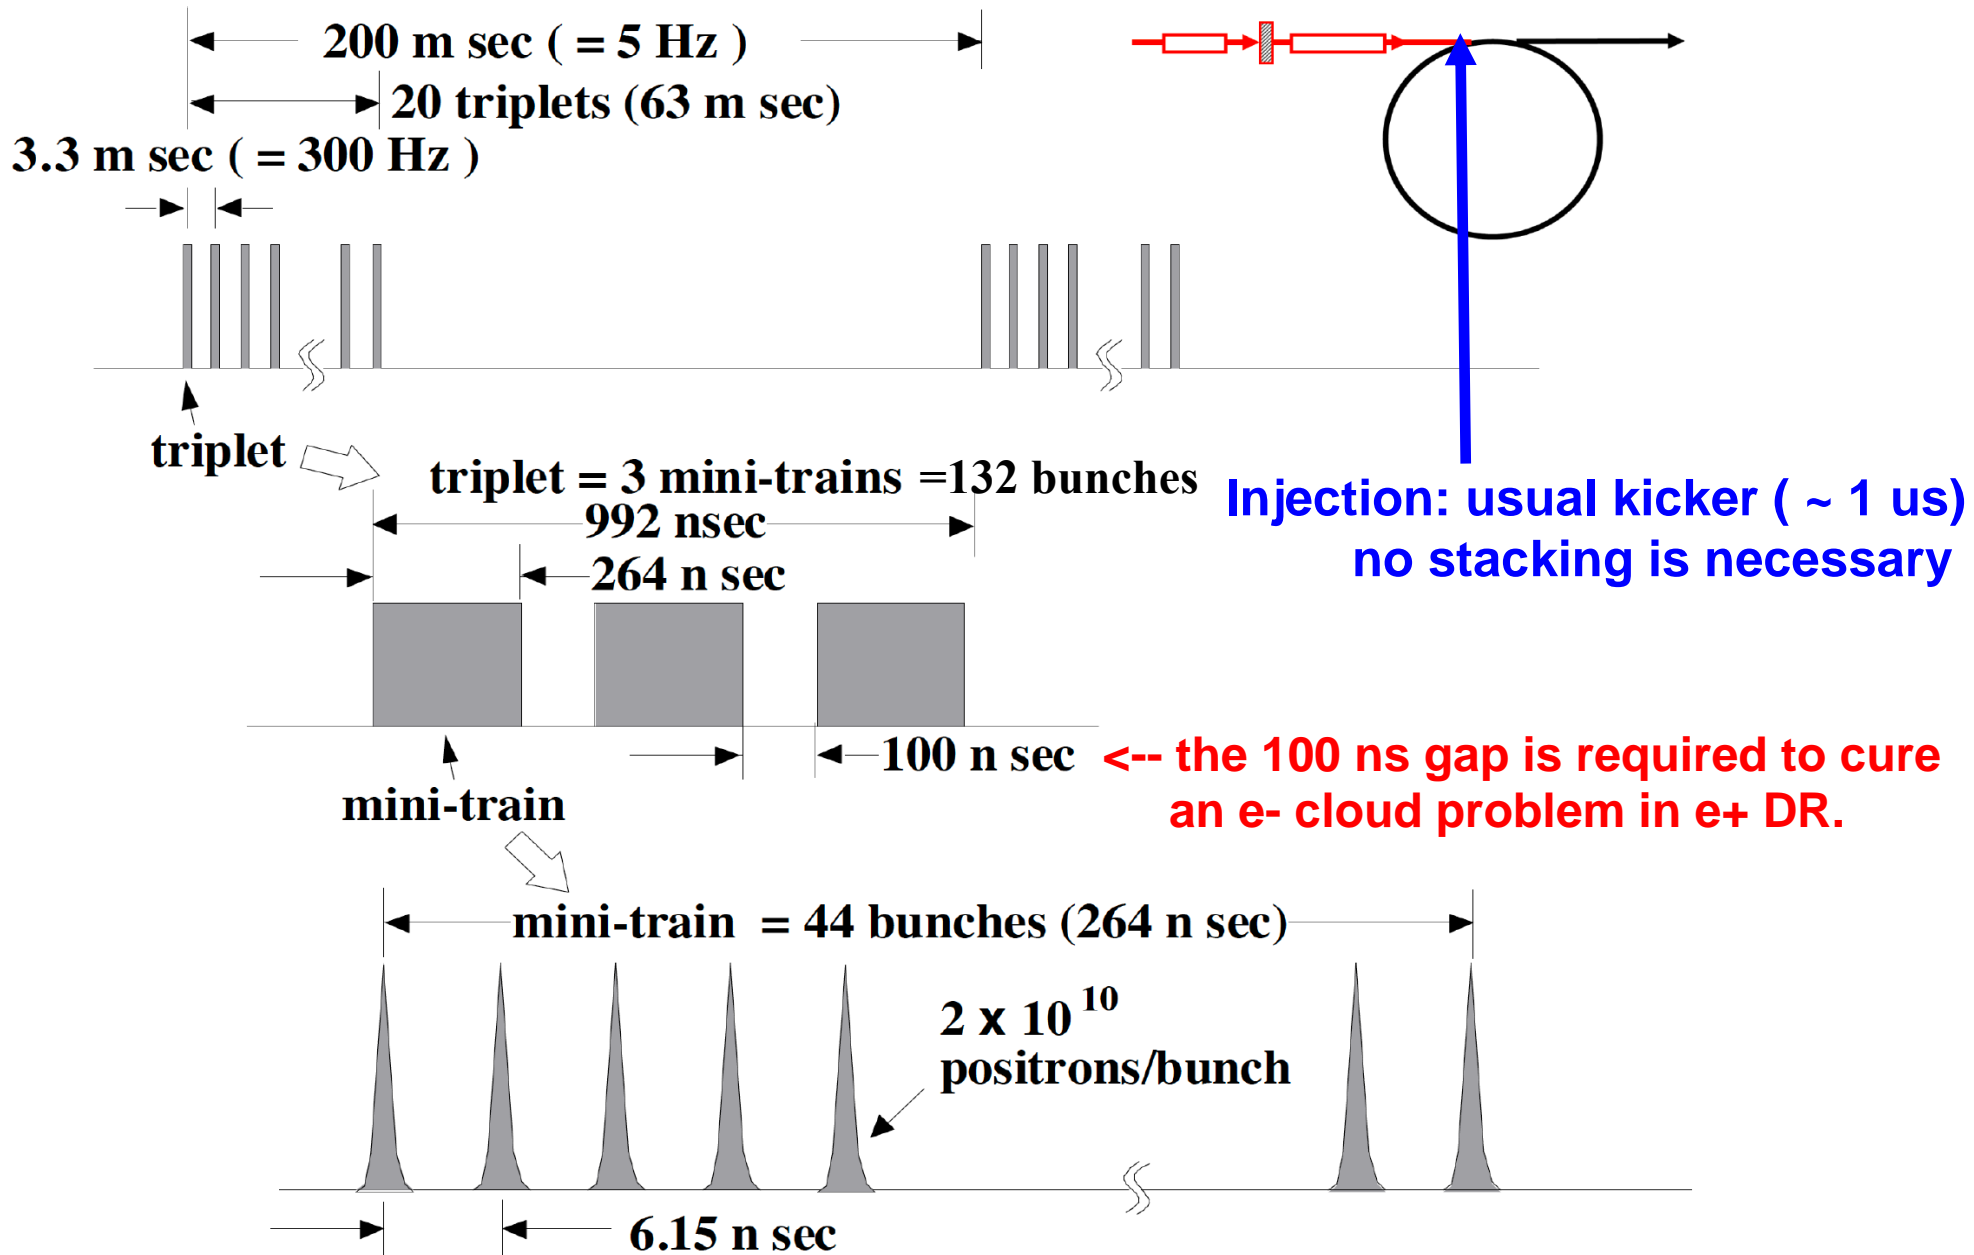 200 m sec ( = 5 Hz )
20 triplets (63 m sec)
3.3 m sec ( = 300 Hz )
triplet
triplet = 3 mini-trains =132 bunches
992 nsec
264 n sec
Injection: usual kicker ( ~ 1 us)
no stacking is necessary
100 n sec
<-- the 100 ns gap is required to cure
an e- cloud problem in e+ DR.
mini-train
mini-train = 44 bunches (264 n sec)
2 x 10^10
positrons/bunch
6.15 n sec